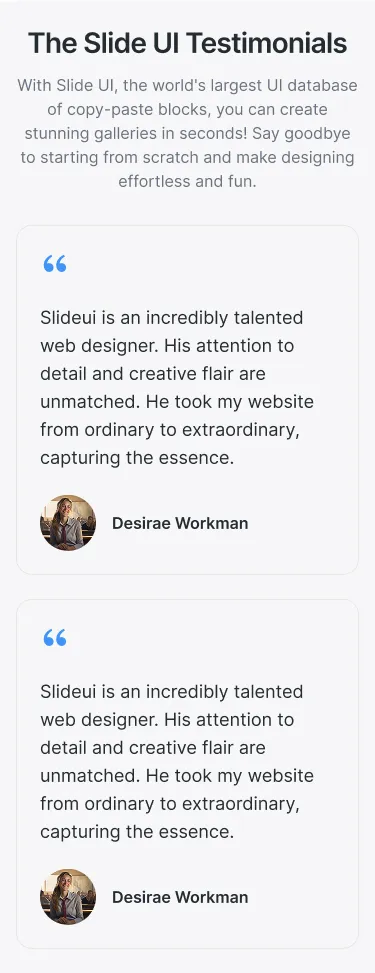 The Slide UI Testimonials
With Slide UI, the world's largest UI database
of copy-paste blocks, you can create
stunning galleries in seconds! Say goodbye
to starting from scratch and make designing
effortless and fun.
“
Slideui is an incredibly talented
web designer. His attention to
detail and creative flair are
unmatched. He took my website
from ordinary to extraordinary,
capturing the essence.
Desirae Workman
“
Slideui is an incredibly talented
web designer. His attention to
detail and creative flair are
unmatched. He took my website
from ordinary to extraordinary,
capturing the essence.
Desirae Workman